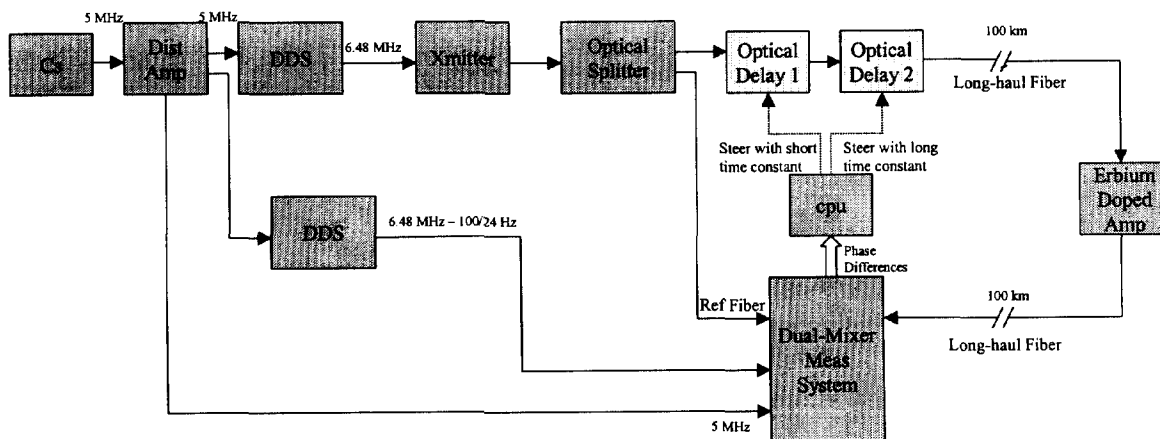 5 MHz
5 MHz
Cs
Dist
Amp
DDS
6.48 MHz
Xmitter
Optical
Splitter
Optical
Delay 1
Optical
Delay 2
100 km
Long-haul Fiber
Steer with short
time constant
Steer with long
time constant
cpu
Erbium
Doped
Amp
DDS
6.48 MHz – 100/24 Hz
Phase
Differences
Ref Fiber
Dual-Mixer
Meas
System
100 km
Long-haul Fiber
5 MHz